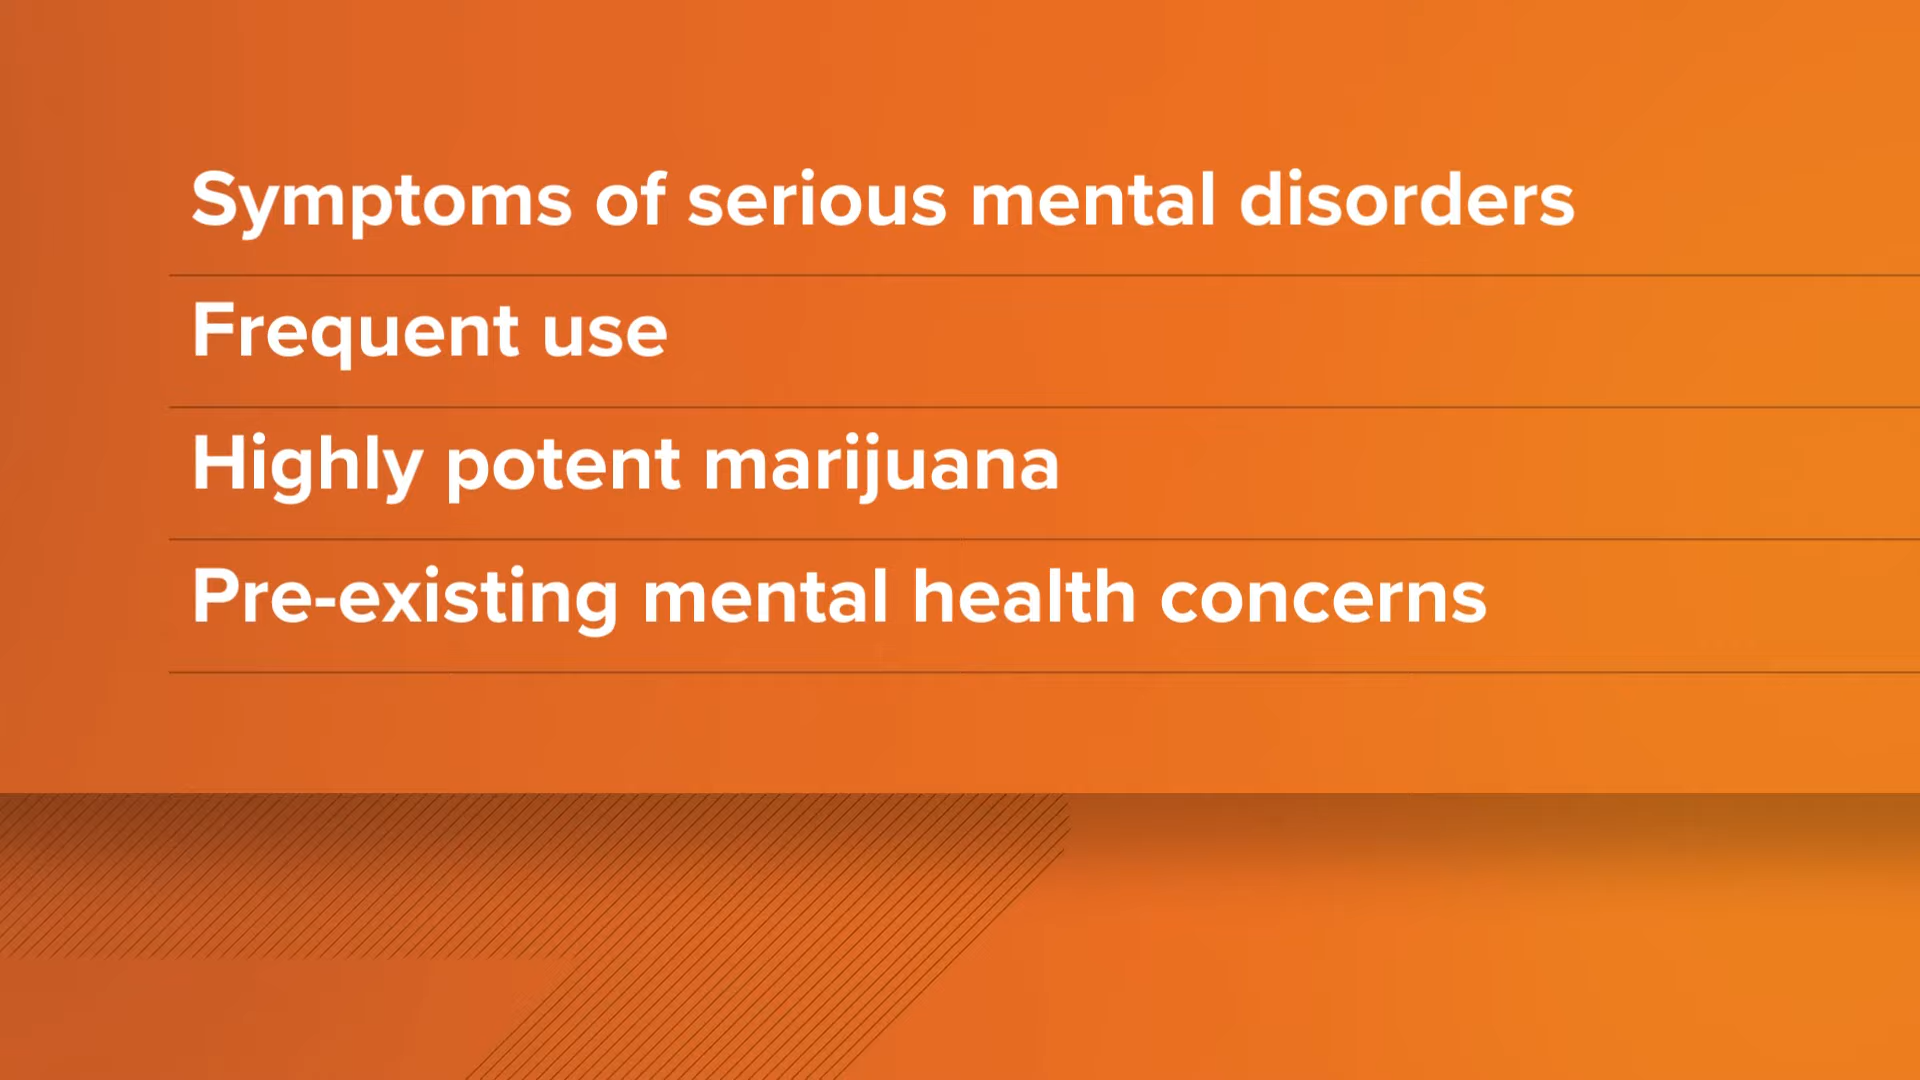 Symptoms of serious mental disorders
Frequent use
Highly potent marijuana
Pre-existing mental health concerns